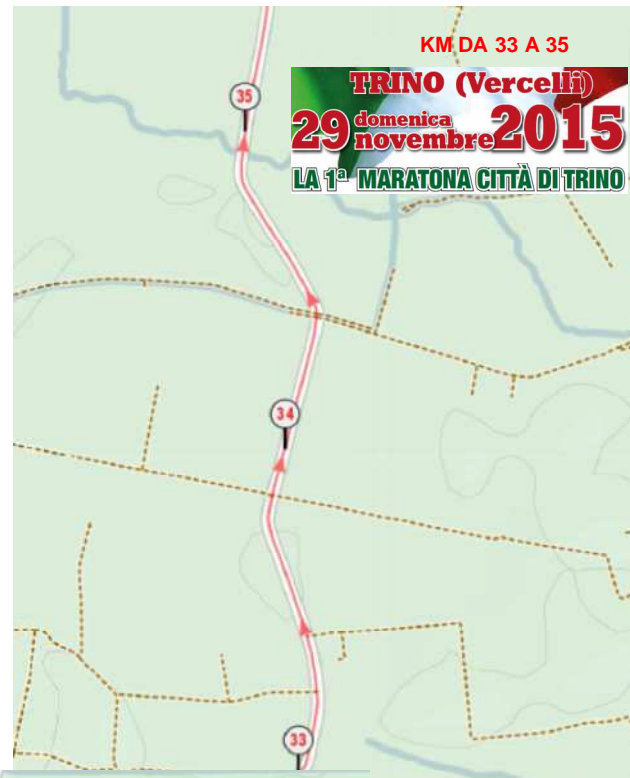 KM DA 33 A 35
TRINO (Vercelli)
29 domenica novembre 2015
LA 1ª MARATONA CITTÀ DI TRINO
35
34
33